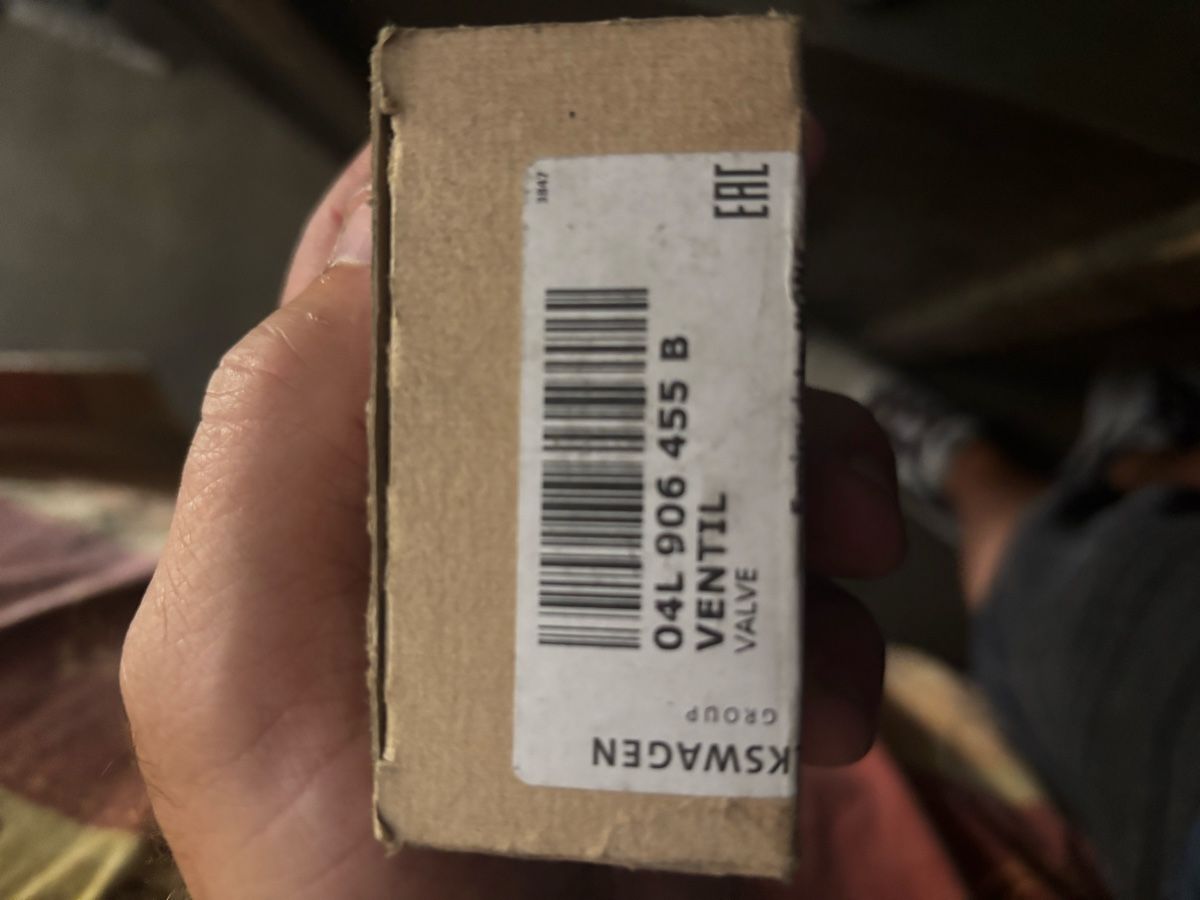 3847
EAC
04L 906 455 B
VENTIL
VALVE
KSWAGEN
GROUP